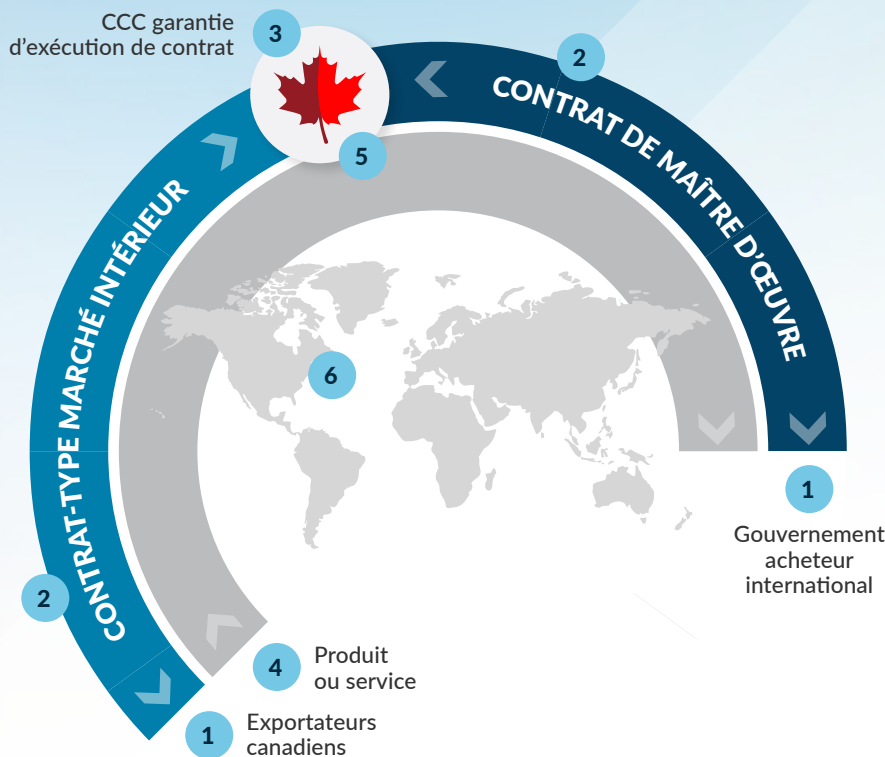 CCC garantie
d'exécution de contrat
3
2
CONTRAT DE MAÎTRE D'ŒUVRE
5
CONTRAT-TYPE MARCHÉ INTÉRIEUR
6
1
Gouvernement
acheteur
international
2
4
Produit
ou service
1
Exportateurs
canadiens